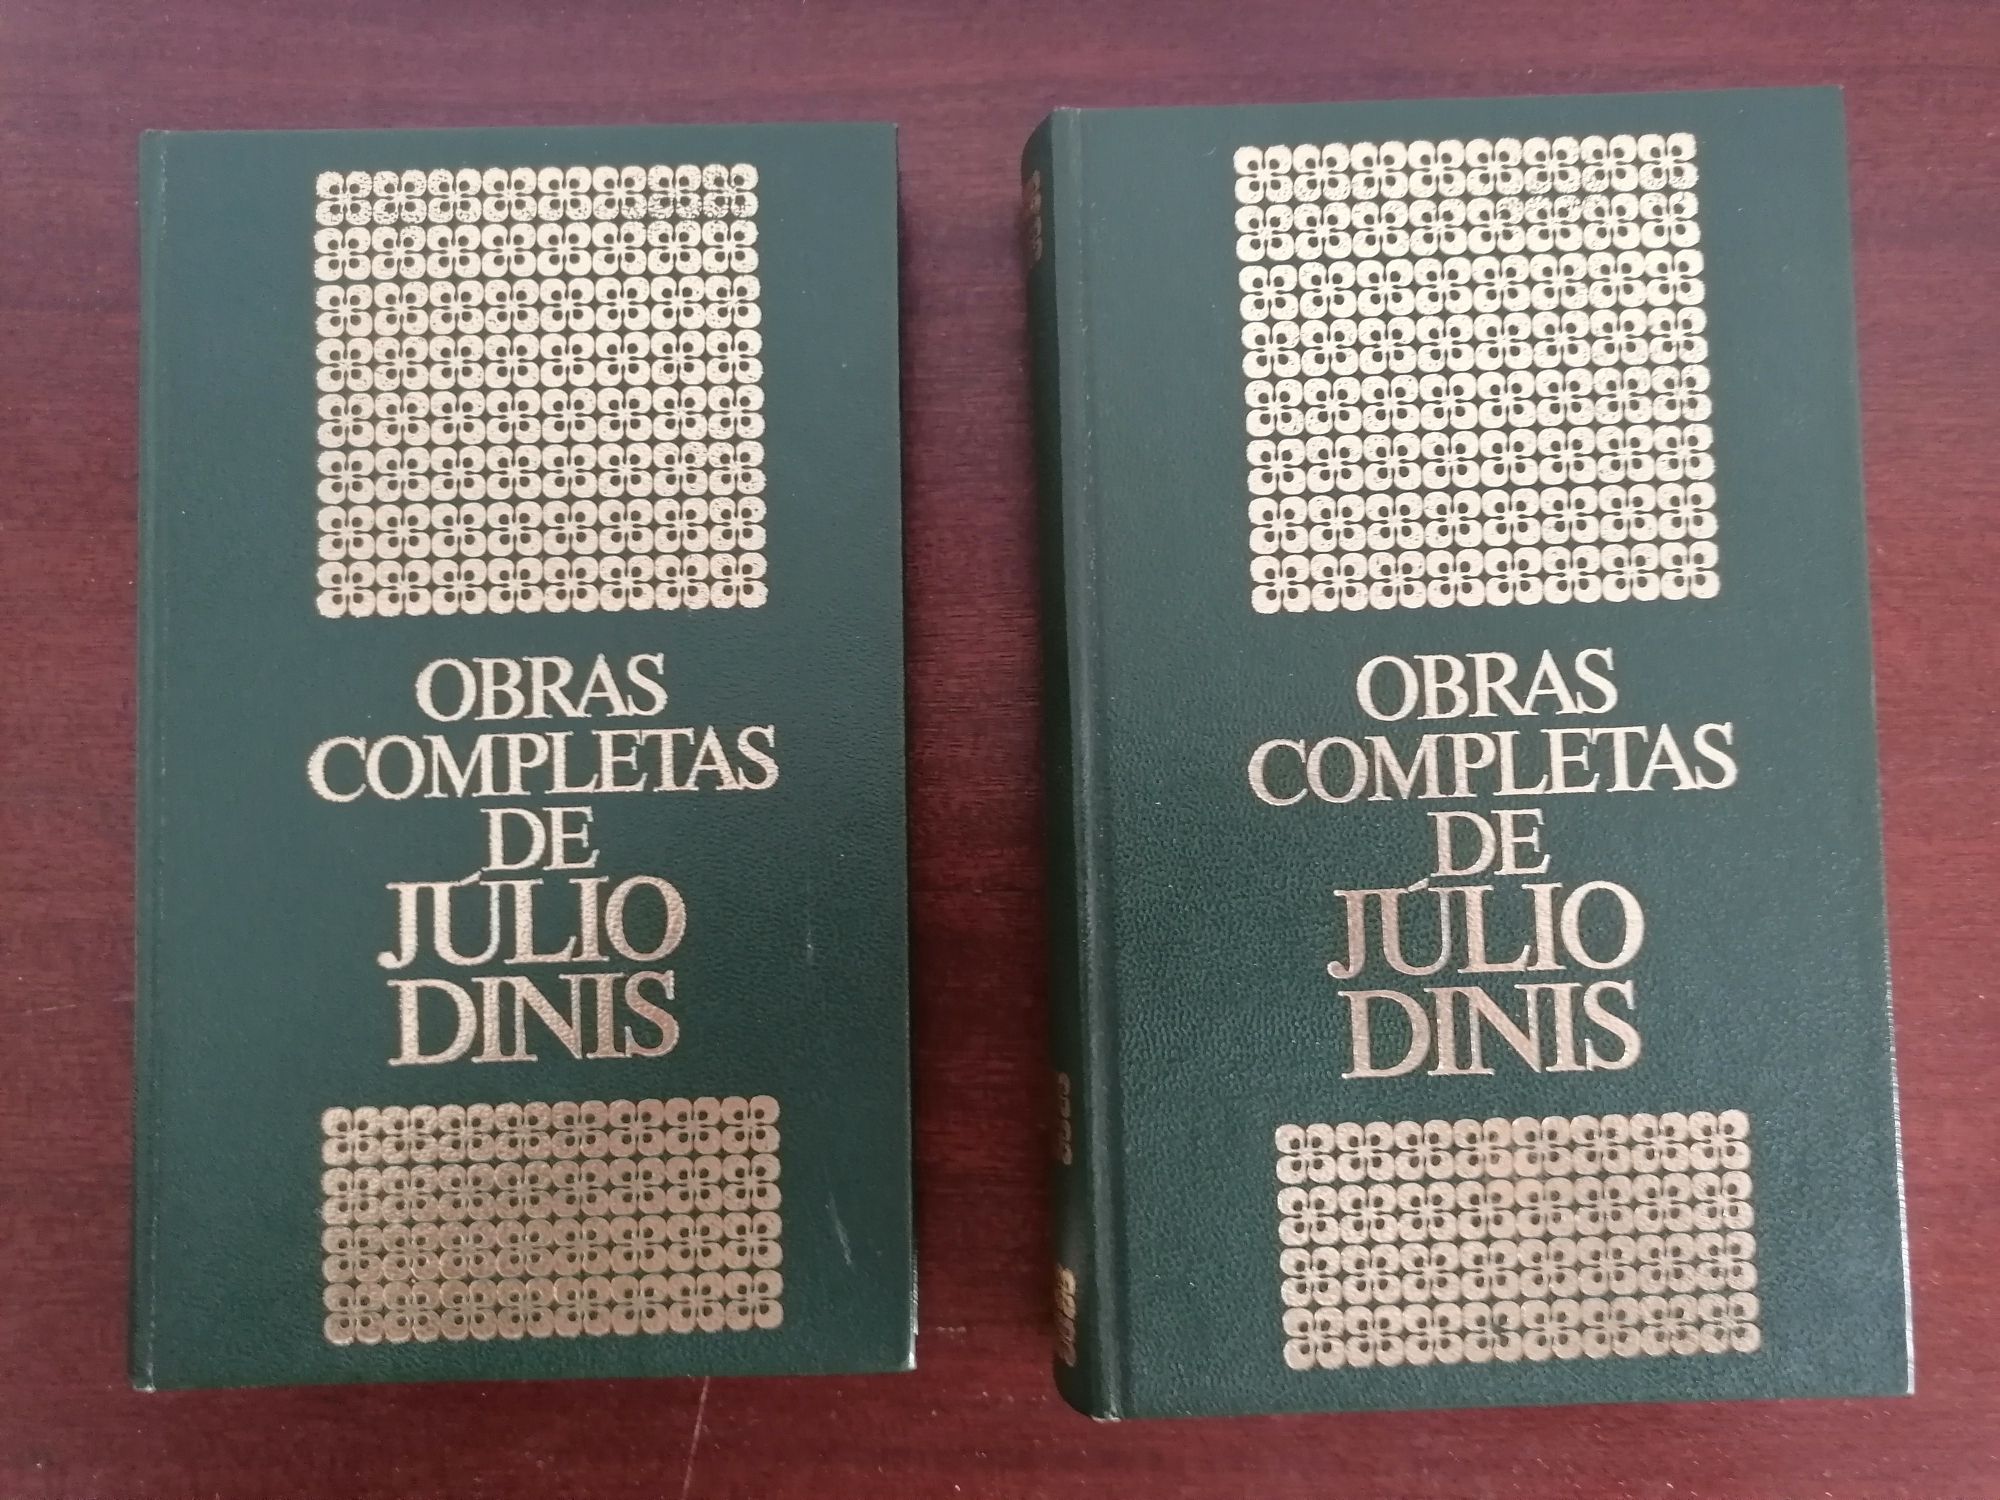 OBRAS
COMPLETAS
DE
JÚLIO
DINIS
OBRAS
COMPLETAS
DE
JÚLIO
DINIS